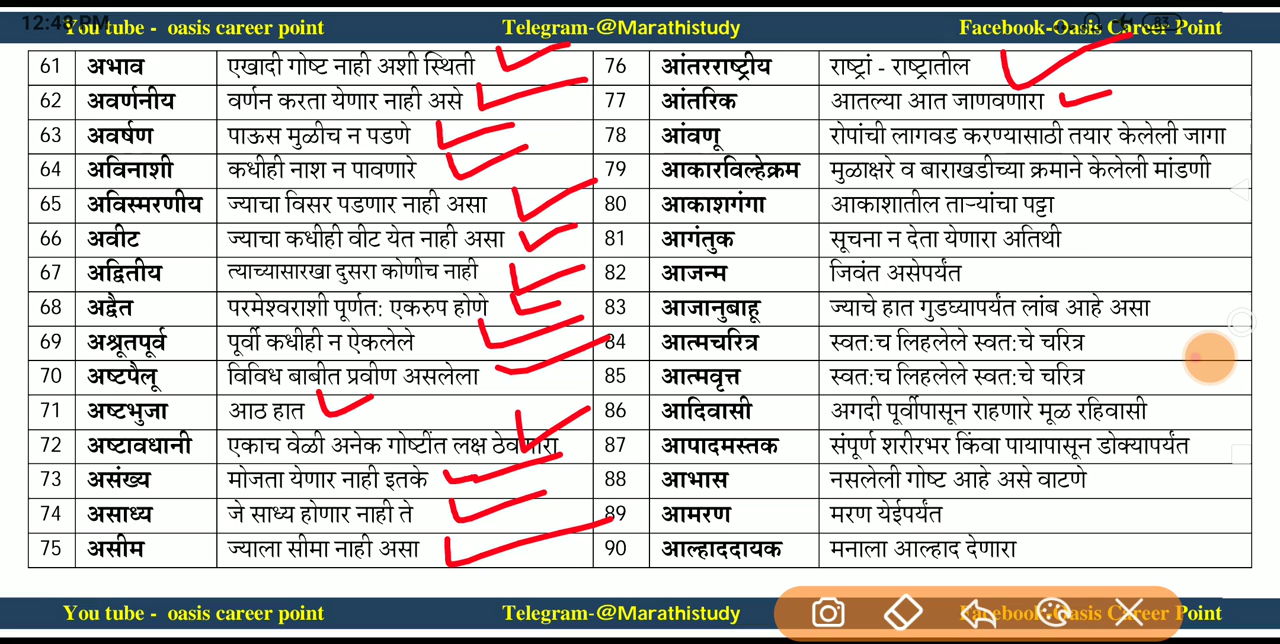 12:48 PM
You tube - oasis career point Telegram-@Marathistudy Facebook-Oasis Career Point
83
61 अभाव एखादी गोष्ट नाही अशी स्थिती 76 आंतरराष्ट्रीय राष्ट्रां - राष्ट्रातील
62 अवर्णनीय वर्णन करता येणार नाही असे 77 आंतरिक आतल्या आत जाणवणारा
63 अवर्षण पाऊस मुळीच न पडणे 78 आंवणू रोपांची लागवड करण्यासाठी तयार केलेली जागा
64 अविनाशी कधीही नाश न पावणारे 79 आकारविल्हेक्रम मुळाक्षरे व बाराखडीच्या क्रमाने केलेली मांडणी
65 अविस्मरणीय ज्याचा विसर पडणार नाही असा 80 आकाशगंगा आकाशातील ताऱ्यांचा पट्टा
66 अवीट ज्याचा कधीही वीट येत नाही असा 81 आगंतुक सूचना न देता येणारा अतिथी
67 अद्वितीय त्याच्यासारखा दुसरा कोणीच नाही 82 आजन्म जिवंत असेपर्यंत
68 अद्वैत परमेश्वराशी पूर्णत: एकरुप होणे 83 आजानुबाहू ज्याचे हात गुडघ्यापर्यंत लांब आहे असा
69 अश्रूतपूर्व पूर्वी कधीही न ऐकलेले 84 आत्मचरित्र स्वत:च लिहलेले स्वत:चे चरित्र
70 अष्टपैलू विविध बाबीत प्रवीण असलेला 85 आत्मवृत्त स्वत:च लिहलेले स्वत:चे चरित्र
71 अष्टभुजा आठ हात 86 आदिवासी अगदी पूर्वीपासून राहणारे मूळ रहिवासी
72 अष्टावधानी एकाच वेळी अनेक गोष्टींत लक्ष ठेवणारा 87 आपादमस्तक संपूर्ण शरीरभर किंवा पायापासून डोक्यापर्यंत
73 असंख्य मोजता येणार नाही इतके 88 आभास नसलेली गोष्ट आहे असे वाटणे
74 असाध्य जे साध्य होणार नाही ते 89 आमरण मरण येईपर्यंत
75 असीम ज्याला सीमा नाही असा 90 आल्हाददायक मनाला आल्हाद देणारा
You tube - oasis career point Telegram-@Marathistudy Facebook-Oasis Career Point